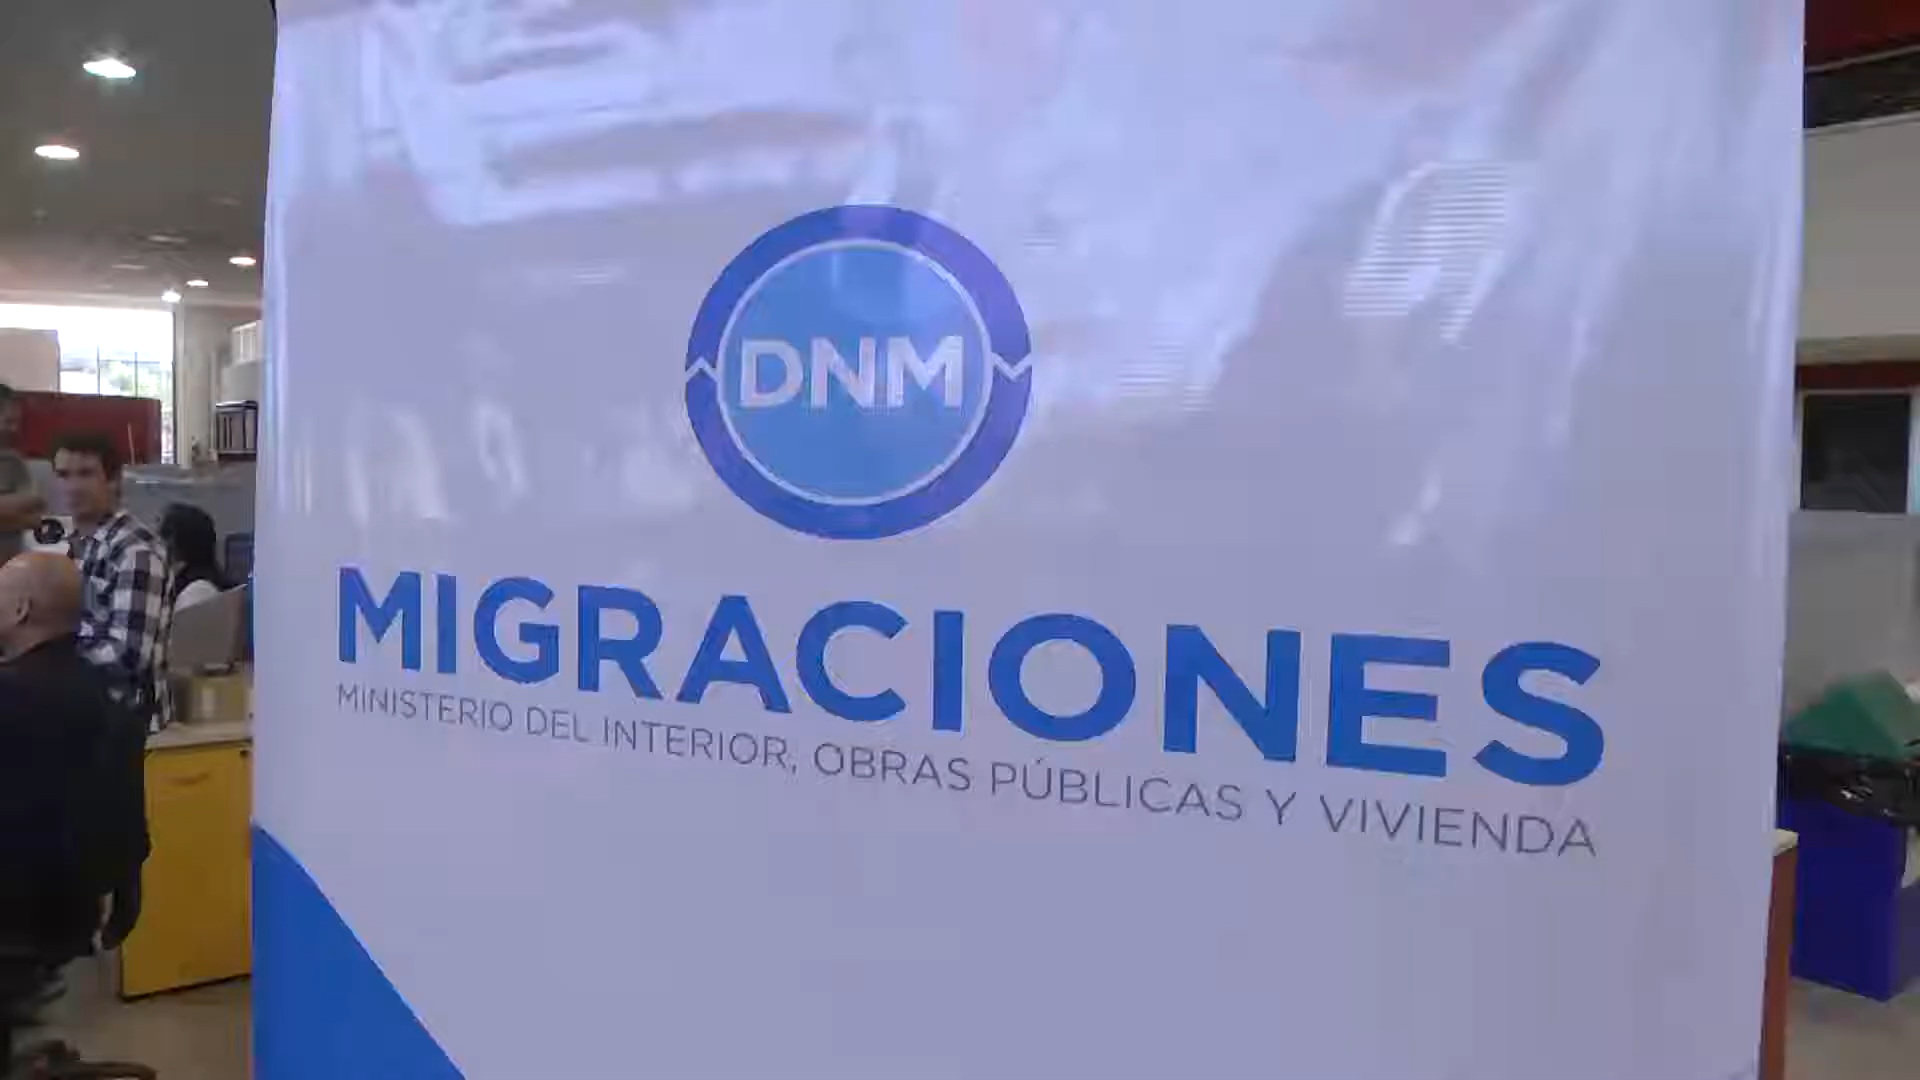 DNM
MIGRACIONES
MINISTERIO DEL INTERIOR, OBRAS PÚBLICAS Y VIVIENDA